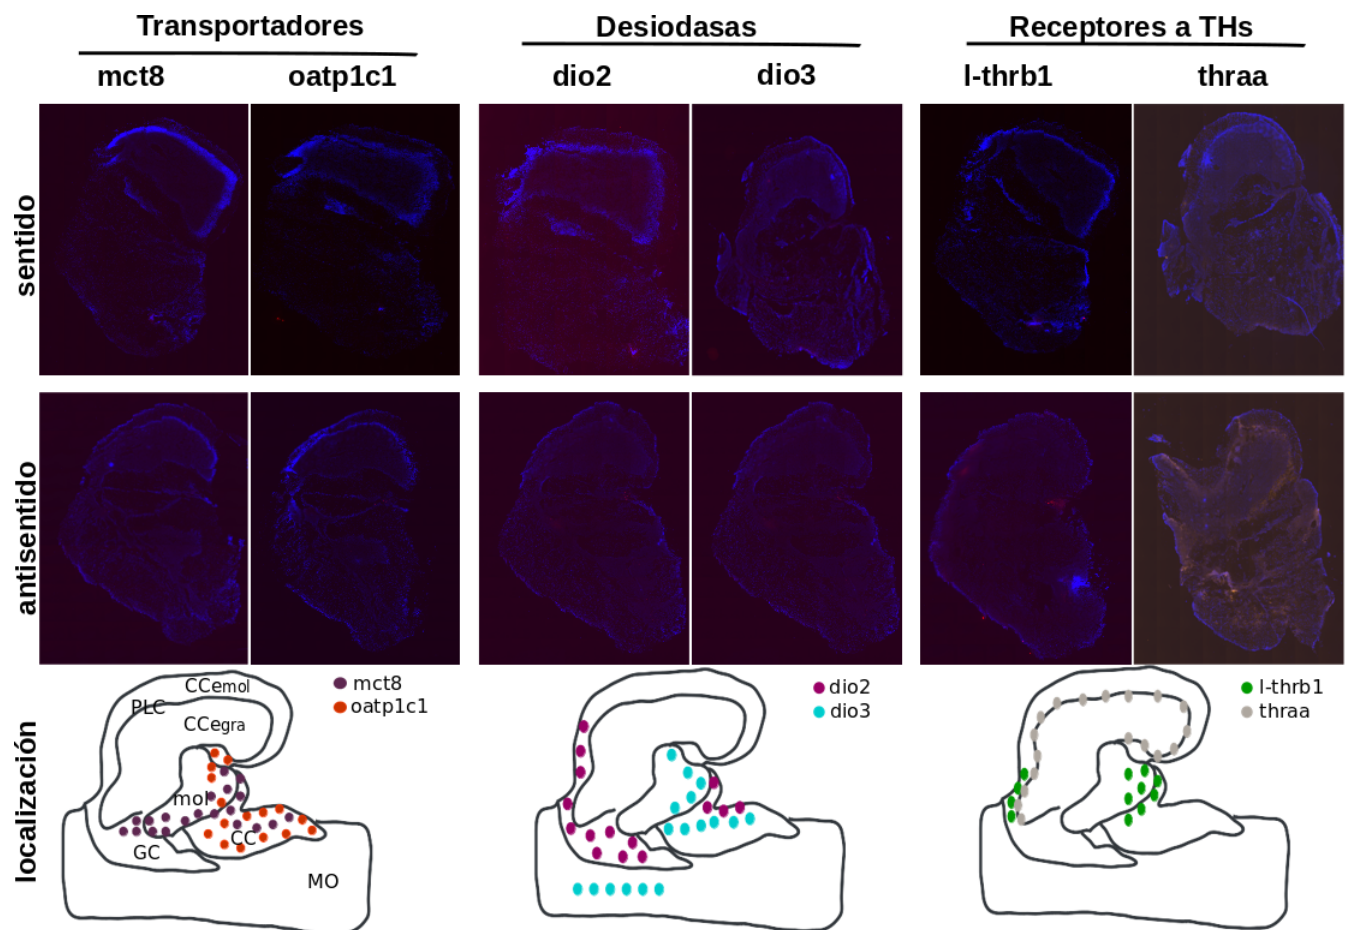 Transportadores
Desiodasas
Receptores a THs
mct8
oatp1c1
dio2
dio3
l-thrb1
thraa
sentido
antisentido
localización
CCemol
PLC
CCegra
mol
GC
CC
MO
mct8
oatp1c1
dio2
dio3
l-thrb1
thraa